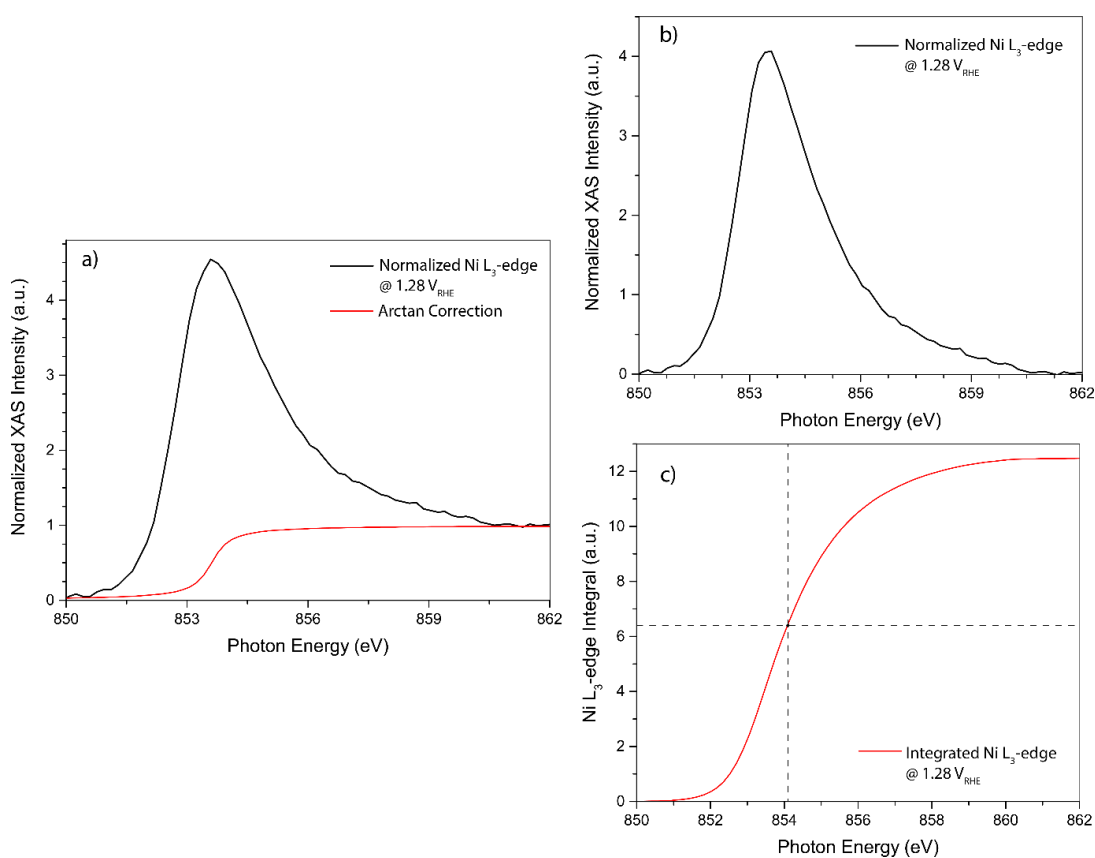 a)
Normalized Ni L₃-edge
@ 1.28 V_RHE
Arctan Correction
Normalized XAS Intensity (a.u.)
4
3
2
1
0
850
853
856
859
862
Photon Energy (eV)
b)
Normalized Ni L₃-edge
@ 1.28 V_RHE
Normalized XAS Intensity (a.u.)
4
3
2
1
0
850
853
856
859
862
Photon Energy (eV)
c)
Ni L₃-edge Integral (a.u.)
12
10
8
6
4
2
0
Integrated Ni L₃-edge
@ 1.28 V_RHE
850
852
854
856
858
860
862
Photon Energy (eV)